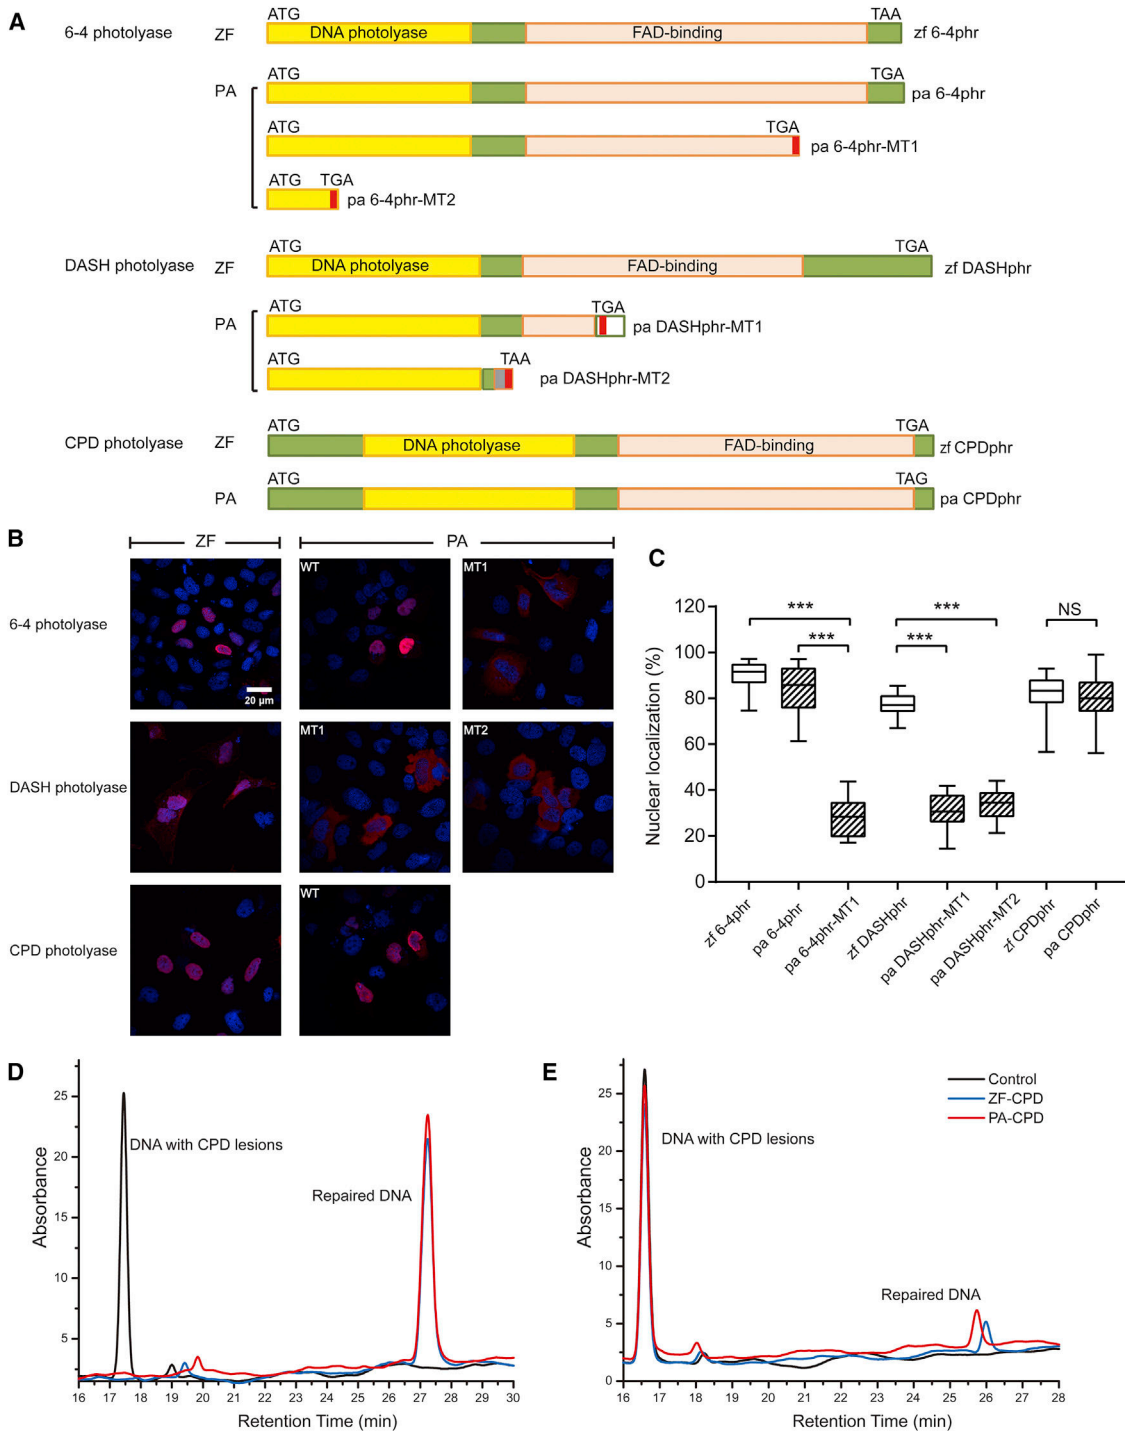 A
6-4 photolyase
ZF
ATG
DNA photolyase
FAD-binding
TAA
zf 6-4phr
PA
ATG
TGA
pa 6-4phr
ATG
TGA
pa 6-4phr-MT1
ATG
TGA
pa 6-4phr-MT2
DASH photolyase
ZF
ATG
DNA photolyase
FAD-binding
TGA
zf DASHphr
PA
ATG
TGA
pa DASHphr-MT1
ATG
TAA
pa DASHphr-MT2
CPD photolyase
ZF
ATG
DNA photolyase
FAD-binding
TGA
zf CPDphr
PA
ATG
TAG
pa CPDphr
B
ZF
PA
6-4 photolyase
20 µm
WT
MT1
DASH photolyase
MT1
MT2
CPD photolyase
WT
C
Nuclear localization (%)
120
100
80
60
40
20
0
***
***
***
***
NS
zf 6-4phr
pa 6-4phr
pa 6-4phr-MT1
zf DASHphr
pa DASHphr-MT1
pa DASHphr-MT2
zf CPDphr
pa CPDphr
D
Absorbance
25
20
15
10
5
DNA with CPD lesions
Repaired DNA
16 17 18 19 20 21 22 23 24 25 26 27 28 29 30
Retention Time (min)
E
Absorbance
25
20
15
10
5
0
DNA with CPD lesions
Repaired DNA
Control
ZF-CPD
PA-CPD
16 17 18 19 20 21 22 23 24 25 26 27 28
Retention Time (min)